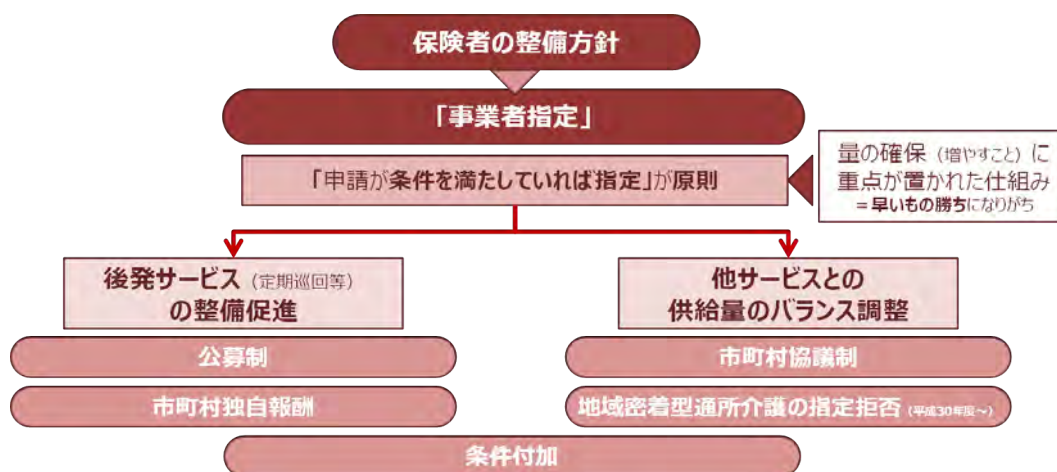 保険者の整備方針
「事業者指定」
「申請が条件を満たしていれば指定」が原則
量の確保（増やすこと）に
重点が置かれた仕組み
＝早いもの勝ちになりがち
後発サービス（定期巡回等）
の整備促進
他サービスとの
供給量のバランス調整
公募制
市町村協議制
市町村独自報酬
地域密着型通所介護の指定拒否（平成30年度～）
条件付加